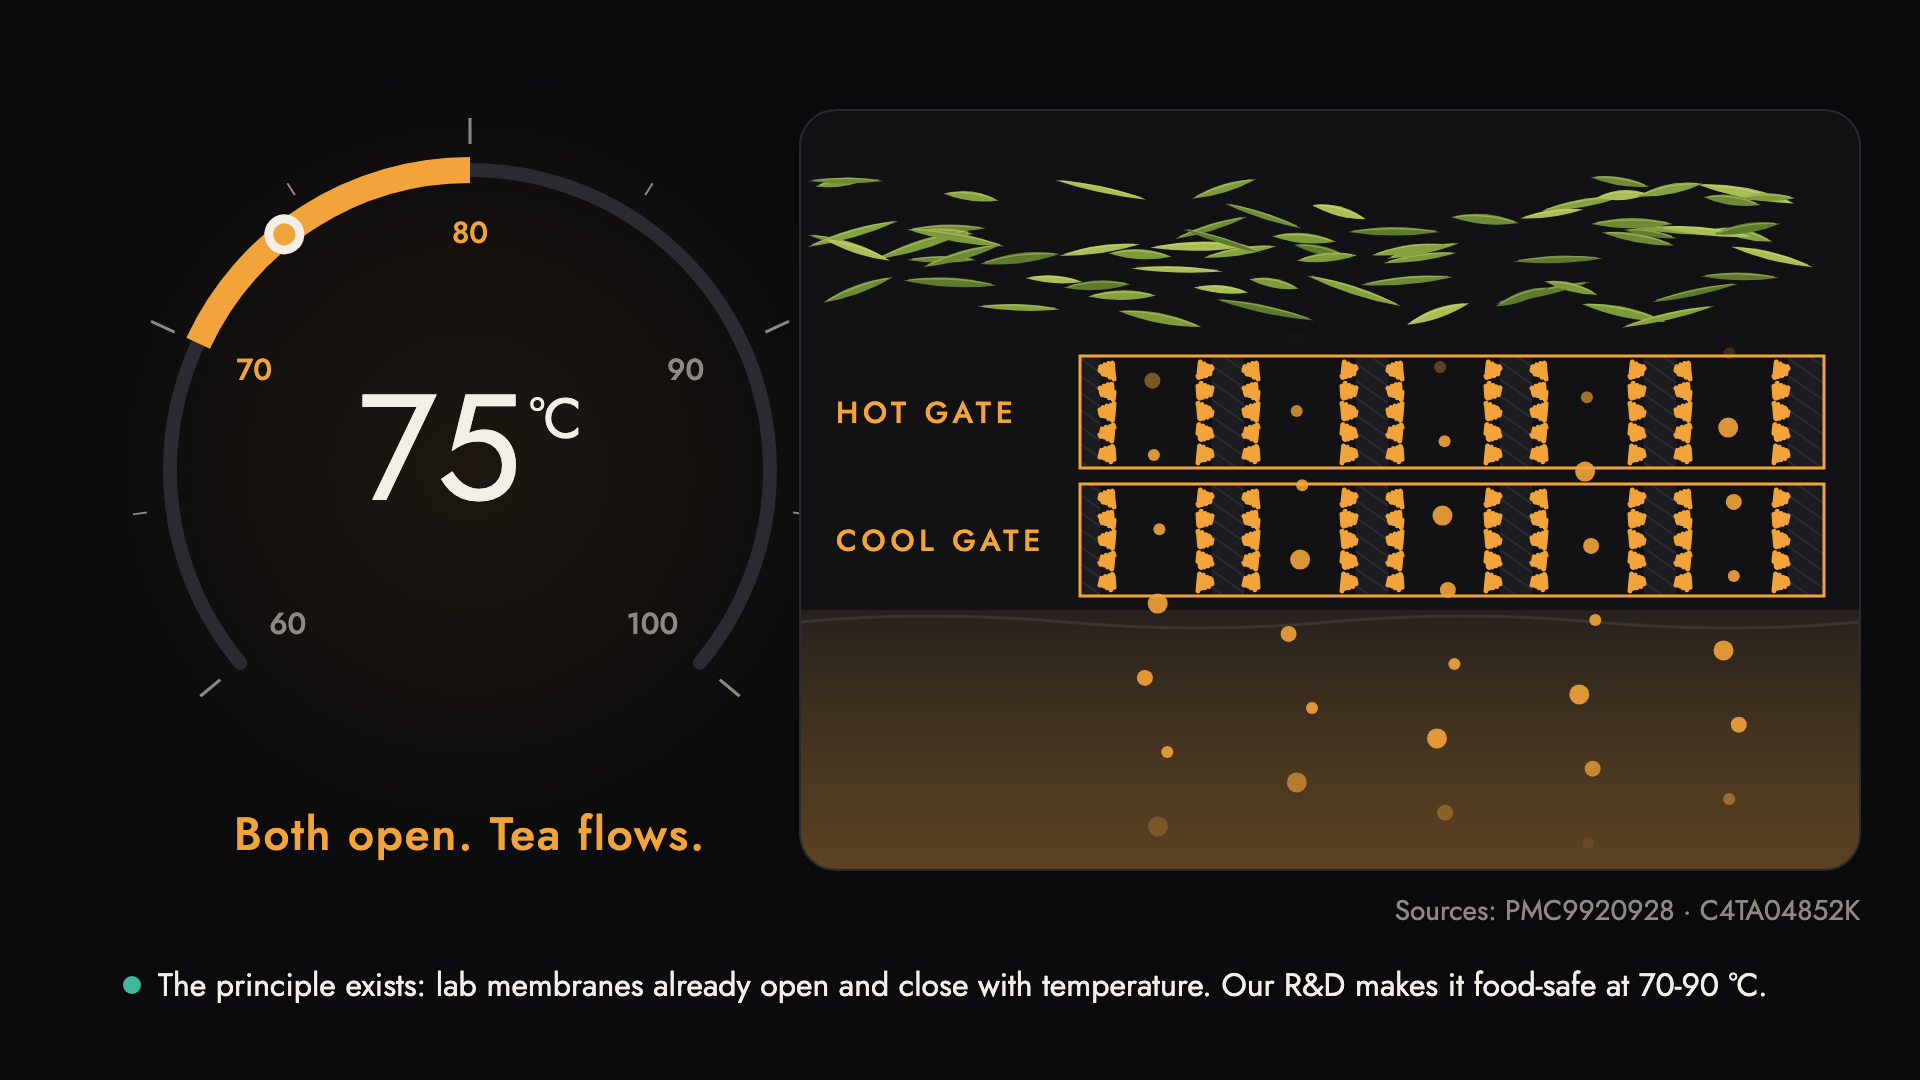 80
70
90
75°C
60
100
HOT GATE
COOL GATE
Both open. Tea flows.
Sources: PMC9920928 · C4TA04852K
The principle exists: lab membranes already open and close with temperature. Our R&D makes it food-safe at 70-90 °C.